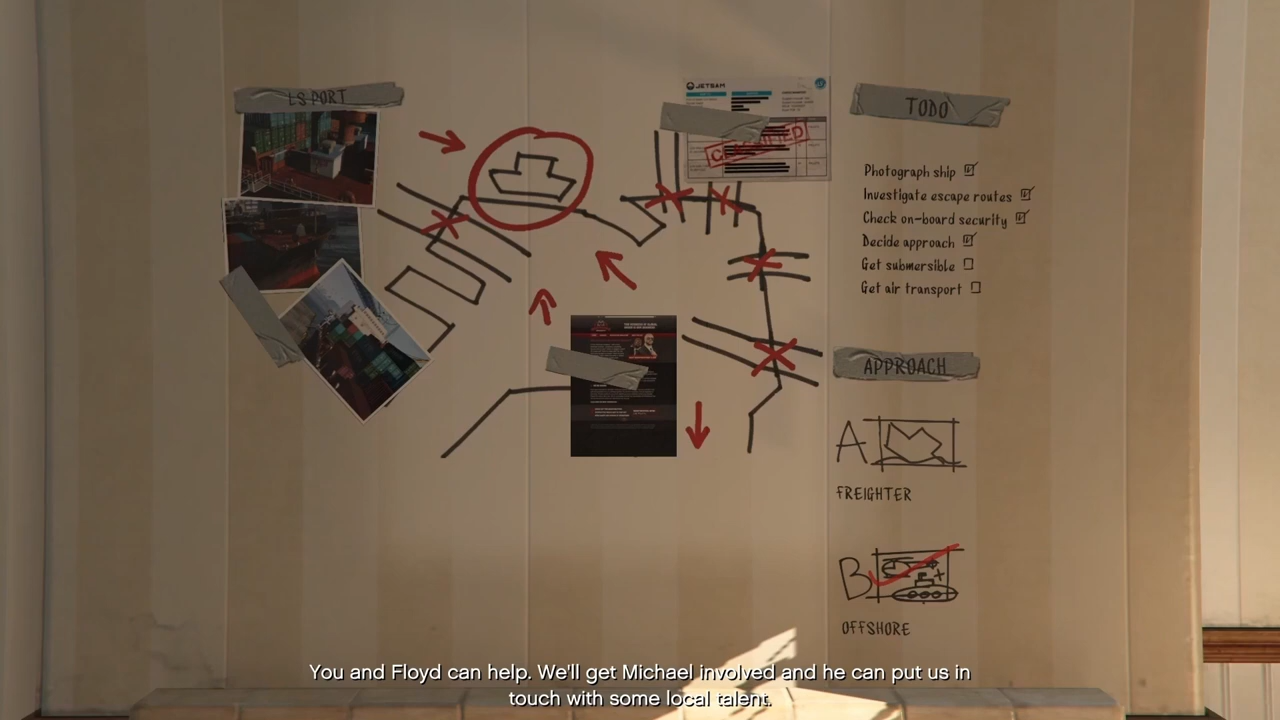 LS PORT
JETSAM
CLASSIFIED
TODO
Photograph ship
Investigate escape routes
Check on-board security
Decide approach
Get submersible
Get air transport
APPROACH
A
FREIGHTER
B
OFFSHORE
You and Floyd can help. We'll get Michael involved and he can put us in
touch with some local talent.